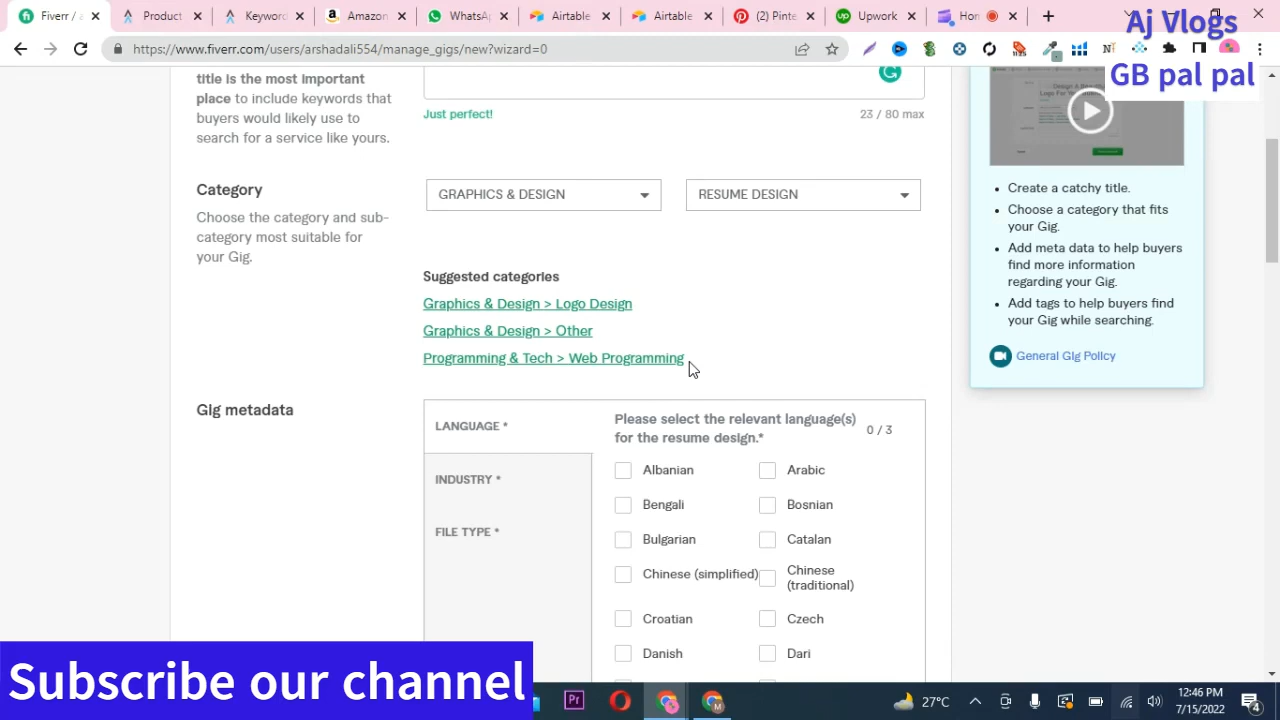 Fiverr /
Product
Keyword
Amazon
WhatsA
Airtable
Airtable
(2) Pinte
Upwork
Hon
Aj Vlogs
https://www.fiverr.com/users/arshadali554/manage_gigs/new?wizard=0
GB pal pal
title is the most important
place to include keywords that
buyers would likely use to
search for a service like yours.
Just perfect!
23 / 80 max
Category
Choose the category and sub-
category most suitable for
your Gig.
GRAPHICS & DESIGN
RESUME DESIGN
Suggested categories
Graphics & Design > Logo Design
Graphics & Design > Other
Programming & Tech > Web Programming
Gig metadata
LANGUAGE *
INDUSTRY *
FILE TYPE *
Please select the relevant language(s)
for the resume design.*
0 / 3
Albanian
Arabic
Bengali
Bosnian
Bulgarian
Catalan
Chinese (simplified)
Chinese
(traditional)
Croatian
Czech
Danish
Dari
• Create a catchy title.
• Choose a category that fits
your Gig.
• Add meta data to help buyers
find more information
regarding your Gig.
• Add tags to help buyers find
your Gig while searching.
General Gig Policy
Subscribe our channel
Pr
27°C
12:46 PM
7/15/2022